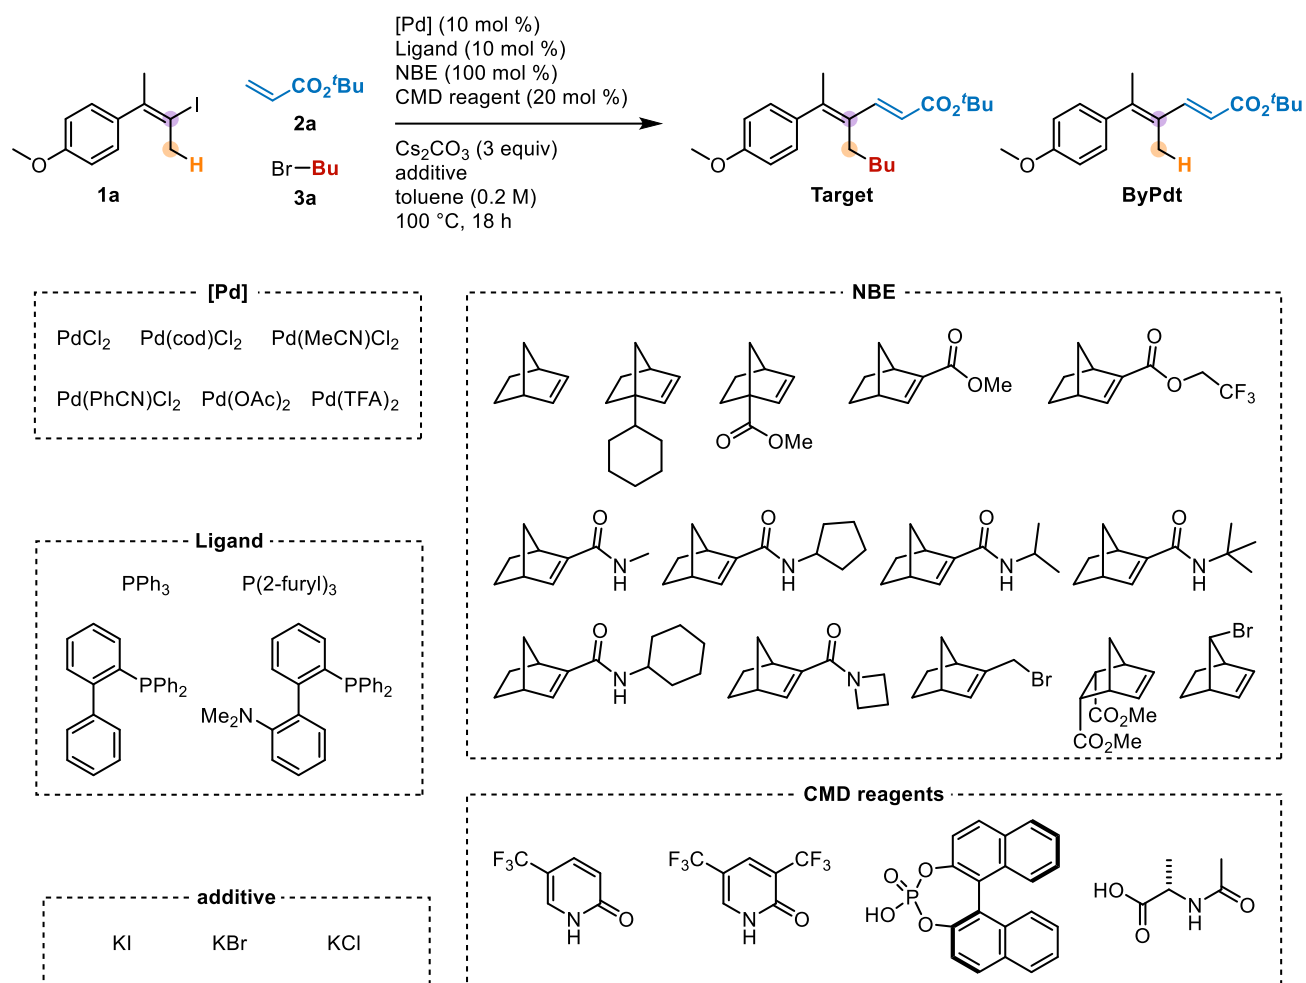 [Pd] (10 mol %)
Ligand (10 mol %)
NBE (100 mol %)
CMD reagent (20 mol %)
Cs2CO3 (3 equiv)
additive
toluene (0.2 M)
100 °C, 18 h
I
O
H
1a
CO2tBu
2a
Br Bu
3a
CO2tBu
O
Bu
Target
CO2tBu
O
H
ByPdt
[Pd]
PdCl2 Pd(cod)Cl2 Pd(MeCN)Cl2
Pd(PhCN)Cl2 Pd(OAc)2 Pd(TFA)2
Ligand
PPh3 P(2-furyl)3
PPh2 PPh2
Me2N
additive
KI KBr KCl
NBE
O OMe
O OMe
O O CF3
O N H
O N H
O N H
O N H
O N H
O N
Br
CO2Me
CO2Me
Br
CMD reagents
F3C N H O
F3C CF3 N H O
O O P HO O
HO O N H O